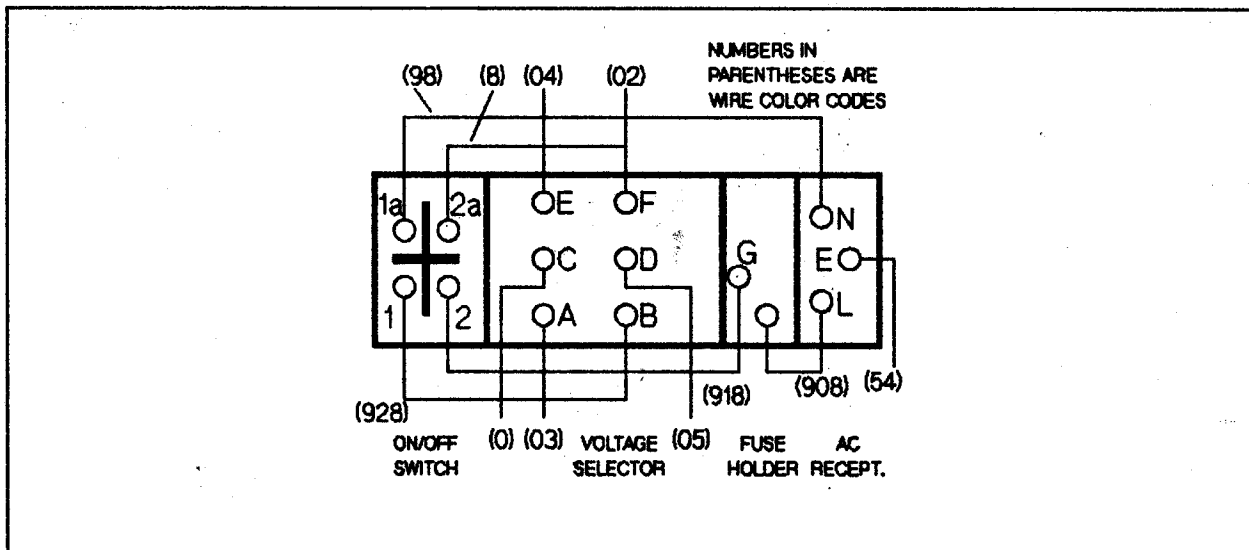 NUMBERS IN
PARENTHESES ARE
WIRE COLOR CODES
(98) (8) (04) (02)
1a 2a E F N
C D G E
1 2 A B L
(928) (0) (03) (05) (918) (908) (54)
ON/OFF
SWITCH
VOLTAGE
SELECTOR
FUSE
HOLDER
AC
RECEPT.